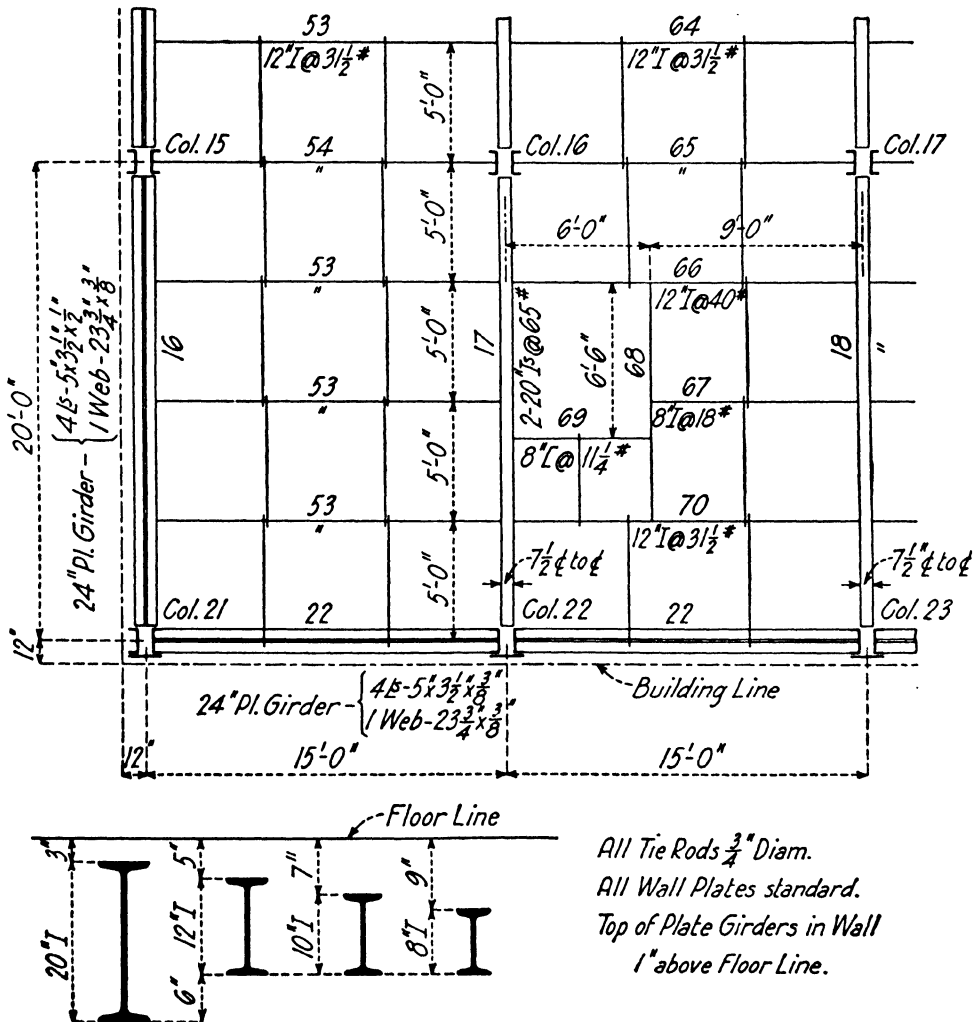 53
64
12"I@31½#
12"I@31½#
5'-0"
Col. 15
54
Col. 16
65
Col. 17
"
"
5'-0"
6'-0"
9'-0"
53
66
"
12"I@40#
20'-0"
24" Pl. Girder - { 4 Ls - 5"x3½"x½"
1 Web - 23¾"x⅜"
16
5'-0"
17
2-20"Is@65#
6'-6"
68
18
"
53
67
"
8"I@18#
69
8"[@11¼#
5'-0"
53
70
"
12"I@31½#
5'-0"
7½"¢ to ¢
7½"¢ to ¢
Col. 21
22
Col. 22
22
Col. 23
12"
24" Pl. Girder - { 4 Ls - 5"x3½"x⅜"
1 Web - 23¾"x⅜"
Building Line
12"
15'-0"
15'-0"
Floor Line
3"
5"
7"
9"
20"I
12"I
10"I
8"I
6"
All Tie Rods ¾" Diam.
All Wall Plates standard.
Top of Plate Girders in Wall
1" above Floor Line.